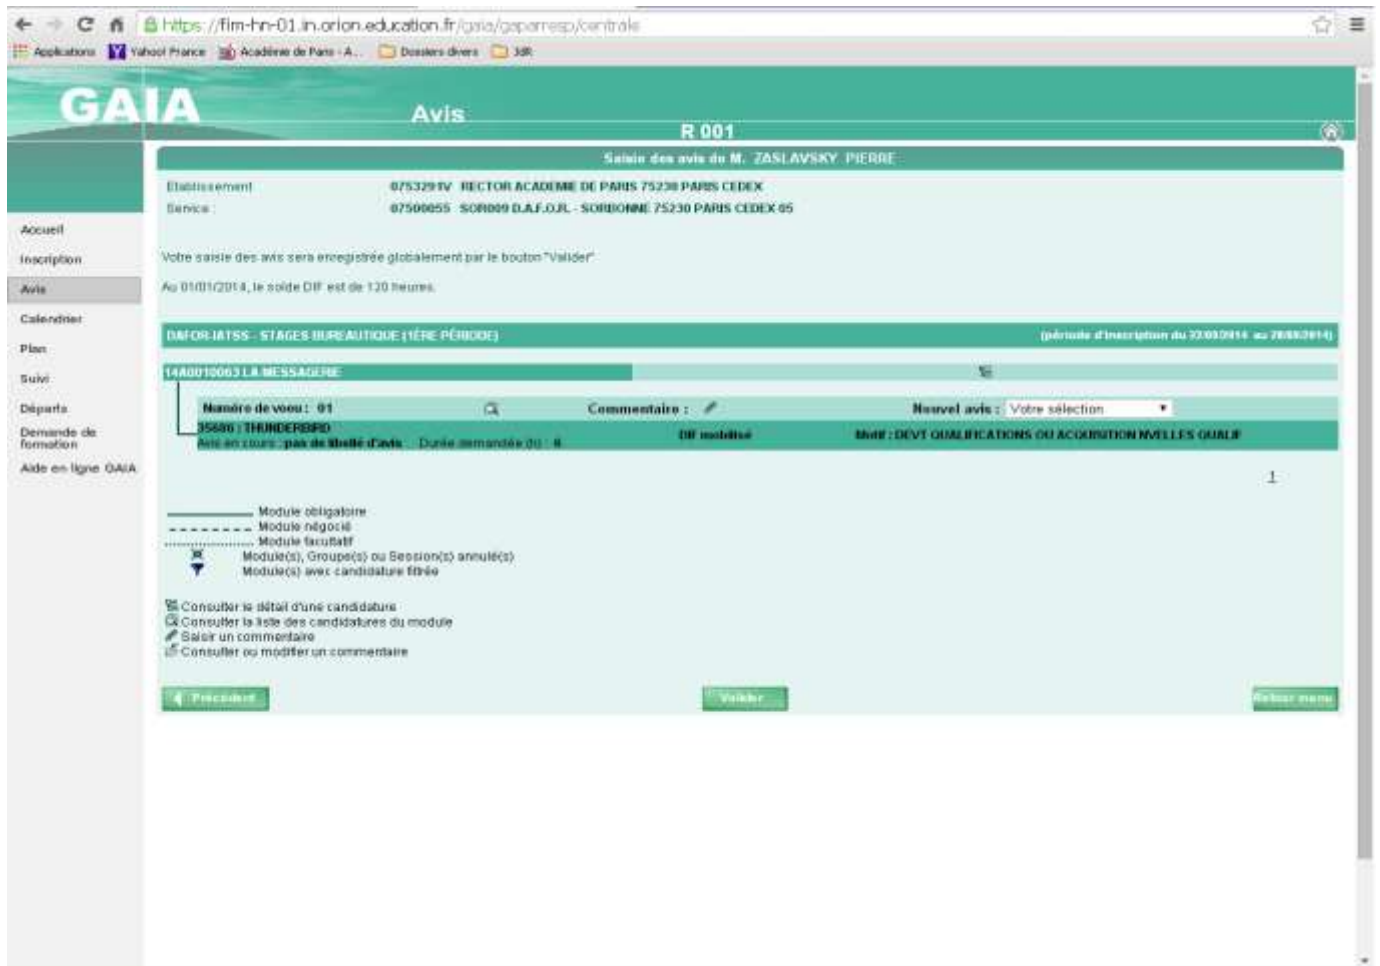 https://fim-hn-01.in.orion.education.fr/gaia/gaparresp/centrale
Applications Yahoo! France Académie de Paris - A... Dossiers divers JdR
GAIA
Avis
R 001
Saisie des avis de M. ZASLAVSKY PIERRE
Etablissement 0753291V RECTOR ACADEMIE DE PARIS 75230 PARIS CEDEX
Service : 07500055 SOR009 D.A.F.O.R. - SORBONNE 75230 PARIS CEDEX 05
Accueil
Inscription
Avis
Calendrier
Plan
Suivi
Départs
Demande de formation
Aide en ligne GAIA
Votre saisie des avis sera enregistrée globalement par le bouton "Valider"
Au 01/01/2014, le solde DIF est de 120 heures.
DAFOR-IATSS - STAGES BUREAUTIQUE (1ÈRE PÉRIODE) (période d'inscription du au
14A0010063 LA MESSAGERIE
Numéro de voeu : 01 Commentaire : Nouvel avis : Votre sélection
35686 : THUNDERBIRD
Avis en cours : pas de libellé d'avis Durée demandée (h) : 6 DIF mobilisé Motif : DEVT QUALIFICATIONS OU ACQUISITION NVELLES QUALIF
1
Module obligatoire
Module négocié
Module facultatif
Module(s), Groupe(s) ou Session(s) annulé(s)
Module(s) avec candidature filtrée
Consulter le détail d'une candidature
Consulter la liste des candidatures du module
Saisir un commentaire
Consulter ou modifier un commentaire
Précédent Valider Retour menu